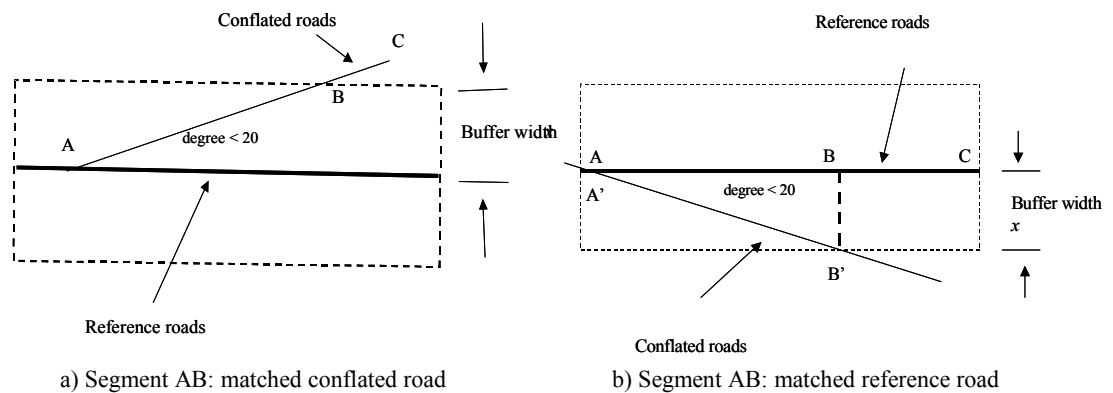 Conflated roads
C
B
Buffer width
degree < 20
A
Reference roads
a) Segment AB: matched conflated road
Reference roads
A
B
C
A’
degree < 20
Buffer width
x
B’
Conflated roads
b) Segment AB: matched reference road